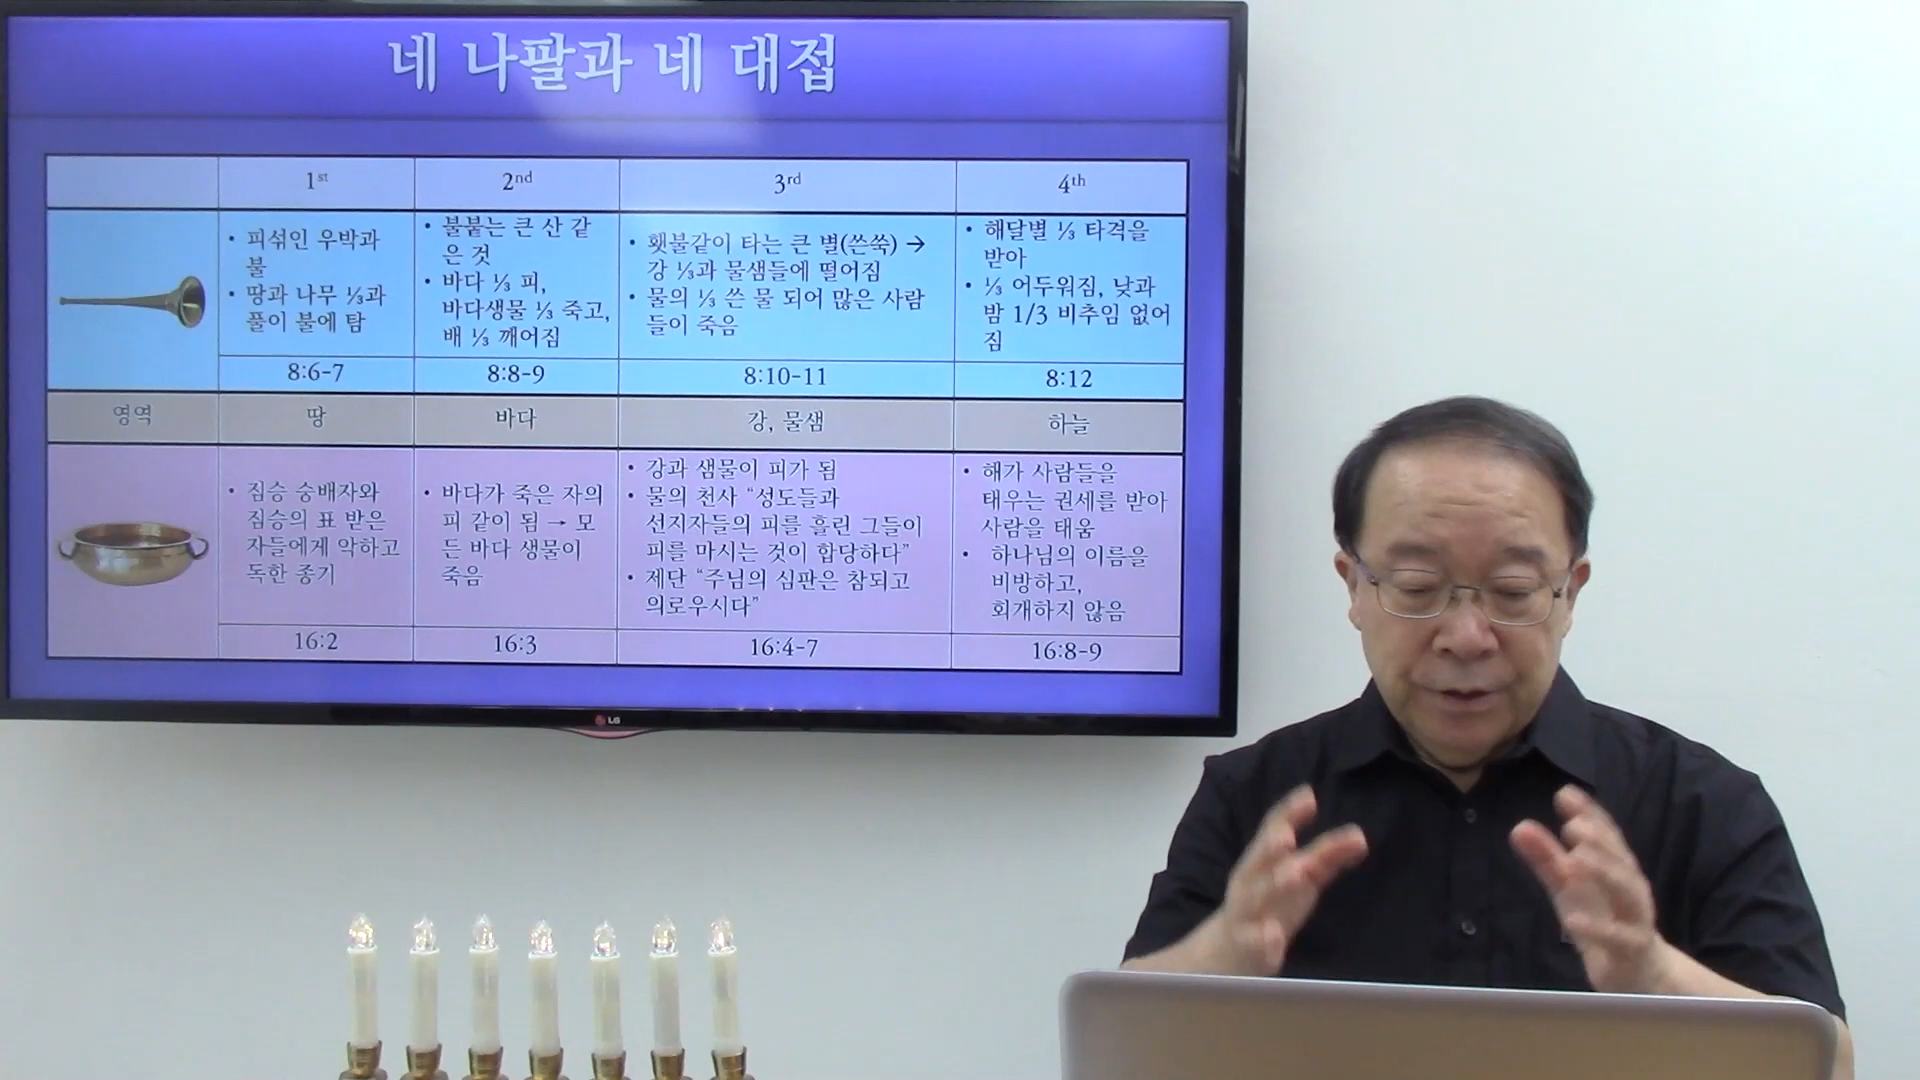 네 나팔과 네 대접
1st
2nd
3rd
4th
• 피섞인 우박과
불
• 땅과 나무 ⅓과
풀이 불에 탐
• 불붙는 큰 산 같
은 것
• 바다 ⅓ 피,
바다생물 ⅓ 죽고,
배 ⅓ 깨어짐
• 횃불같이 타는 큰 별(쓴쑥) →
강 ⅓과 물샘들에 떨어짐
• 물의 ⅓ 쓴 물 되어 많은 사람
들이 죽음
• 해달별 ⅓ 타격을
받아
• ⅓ 어두워짐, 낮과
밤 1/3 비추임 없어
짐
8:6-7
8:8-9
8:10-11
8:12
영역
땅
바다
강, 물샘
하늘
• 짐승 숭배자와
짐승의 표 받은
자들에게 악하고
독한 종기
• 바다가 죽은 자의
피 같이 됨 → 모
든 바다 생물이
죽음
• 강과 샘물이 피가 됨
• 물의 천사 “성도들과
선지자들의 피를 흘린 그들이
피를 마시는 것이 합당하다”
• 제단 “주님의 심판은 참되고
의로우시다”
• 해가 사람들을
태우는 권세를 받아
사람을 태움
• 하나님의 이름을
비방하고,
회개하지 않음
16:2
16:3
16:4-7
16:8-9
LG